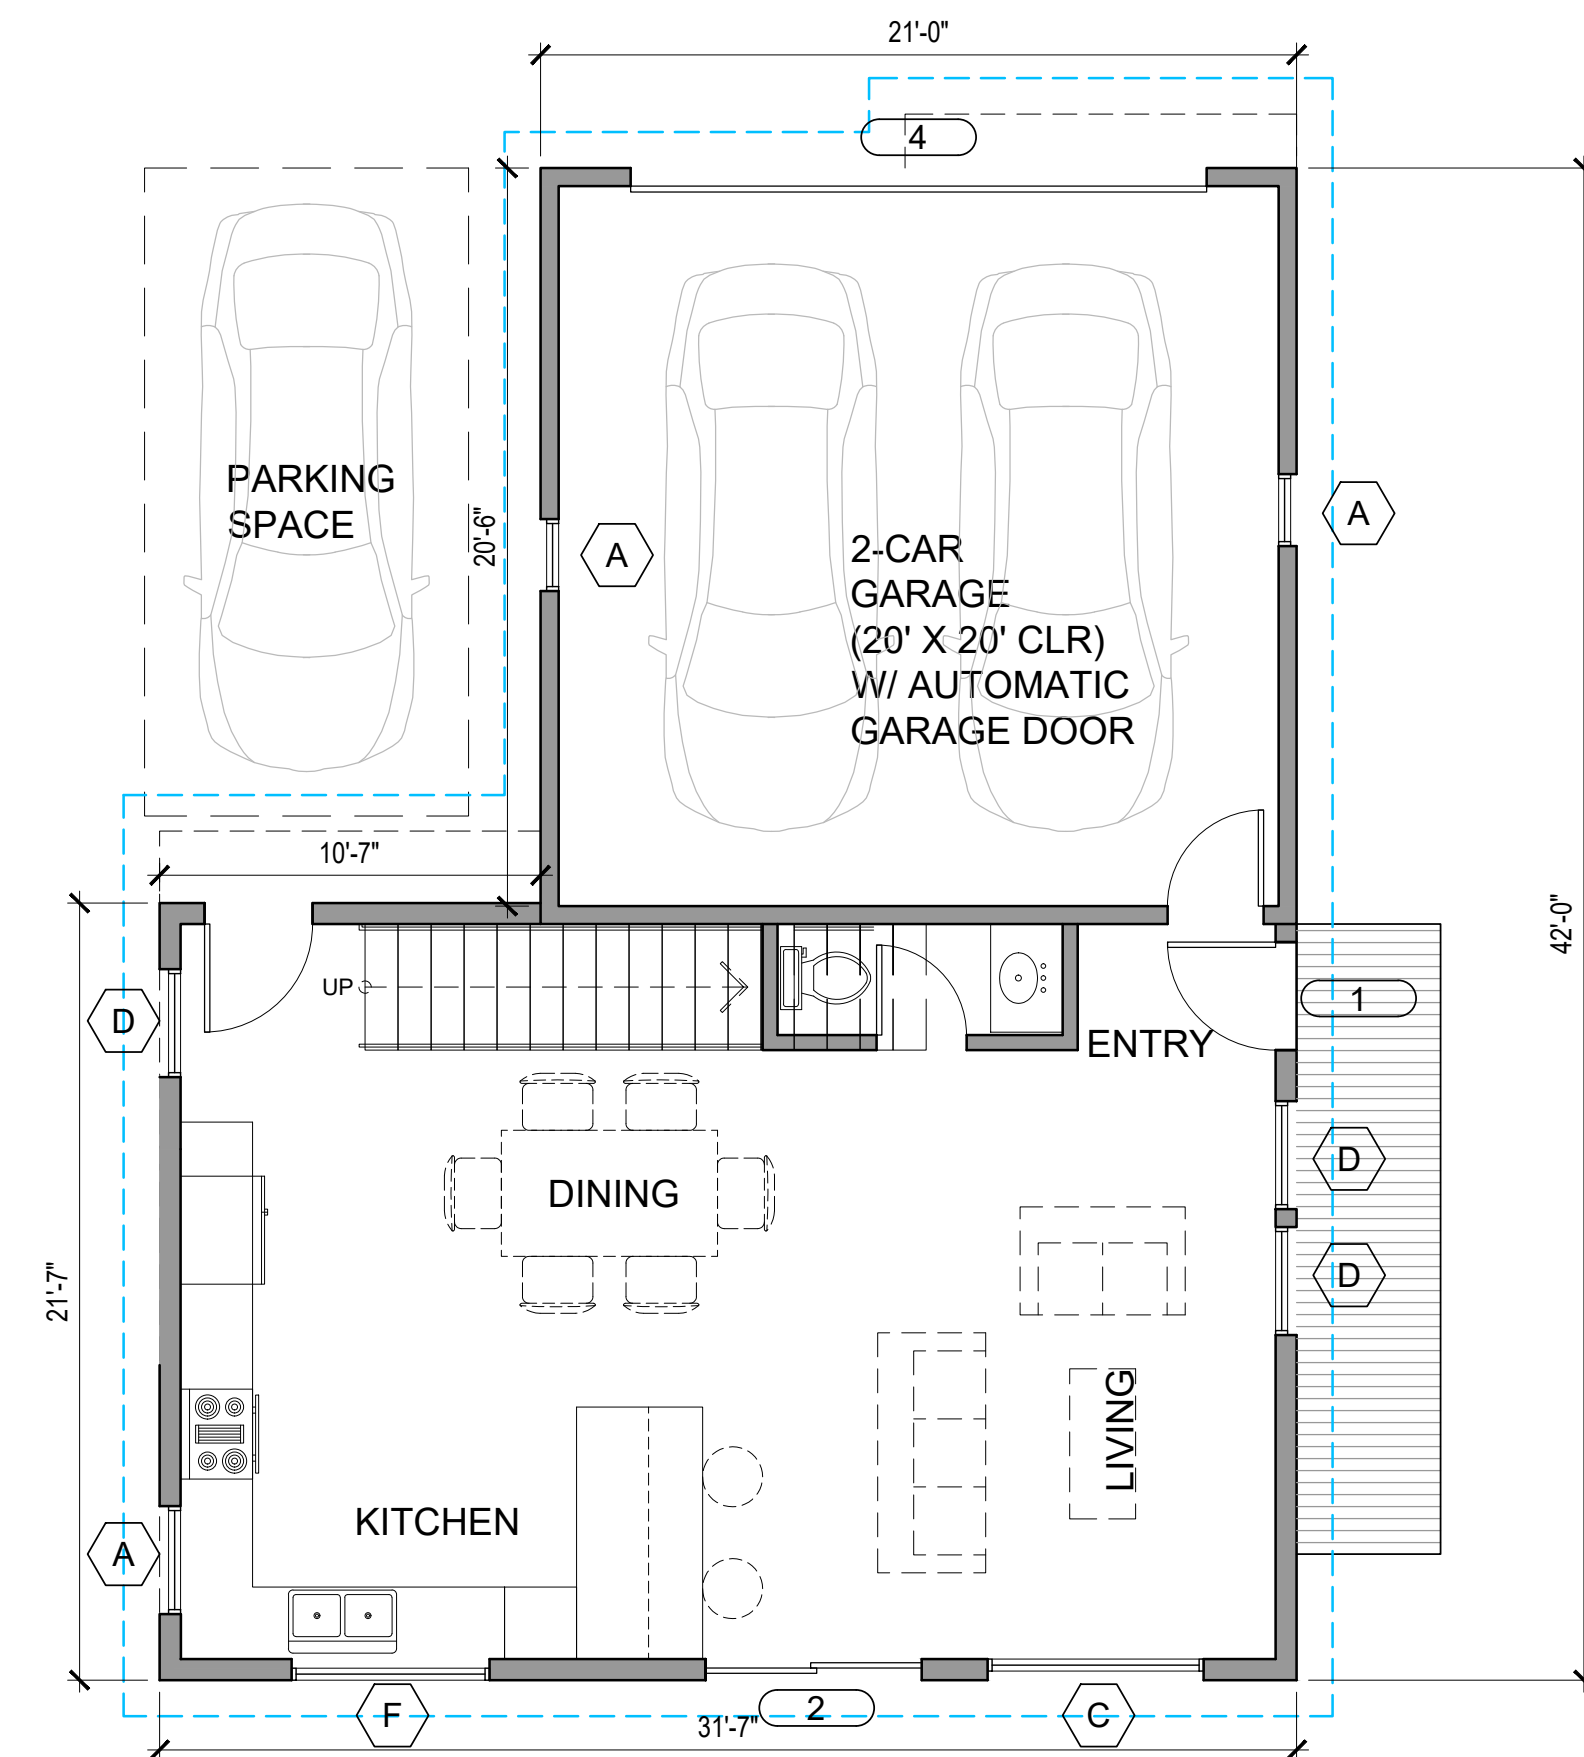 21'-0"
4
PARKING
SPACE
20'-6"
A
A
2-CAR
GARAGE
(20' X 20' CLR)
W/ AUTOMATIC
GARAGE DOOR
10'-7"
42'-0"
UP
D
1
ENTRY
D
DINING
D
21'-7"
LIVING
KITCHEN
A
F
2
C
31'-7"